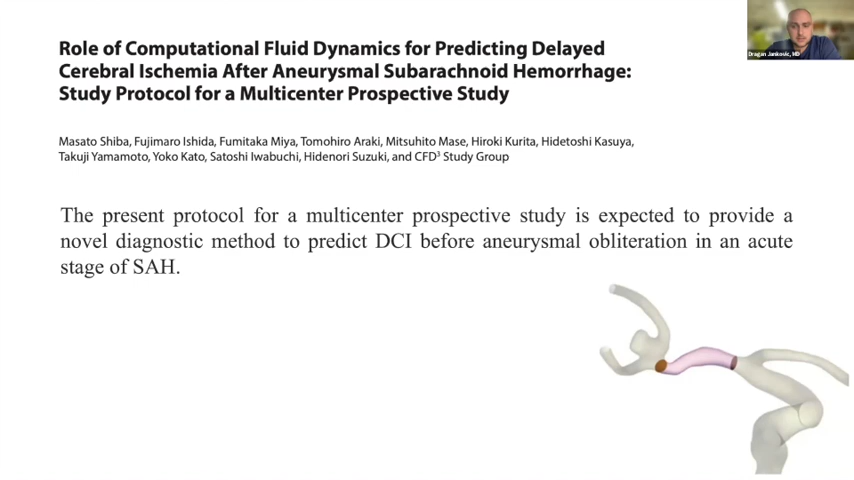 Role of Computational Fluid Dynamics for Predicting Delayed
Cerebral Ischemia After Aneurysmal Subarachnoid Hemorrhage:
Study Protocol for a Multicenter Prospective Study
Masato Shiba, Fujimaro Ishida, Fumitaka Miya, Tomohiro Araki, Mitsuhito Mase, Hiroki Kurita, Hidetoshi Kasuya,
Takuji Yamamoto, Yoko Kato, Satoshi Iwabuchi, Hidenori Suzuki, and CFD³ Study Group
The present protocol for a multicenter prospective study is expected to provide a
novel diagnostic method to predict DCI before aneurysmal obliteration in an acute
stage of SAH.
Dragan Jankovic, MD